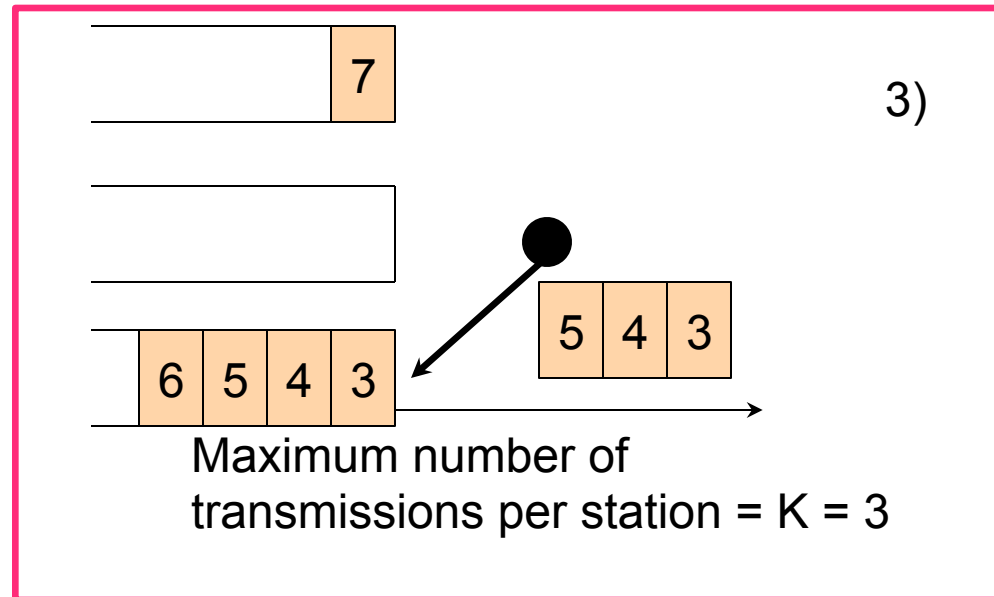 7
3)
5 4 3
6 5 4 3
Maximum number of
transmissions per station = K = 3